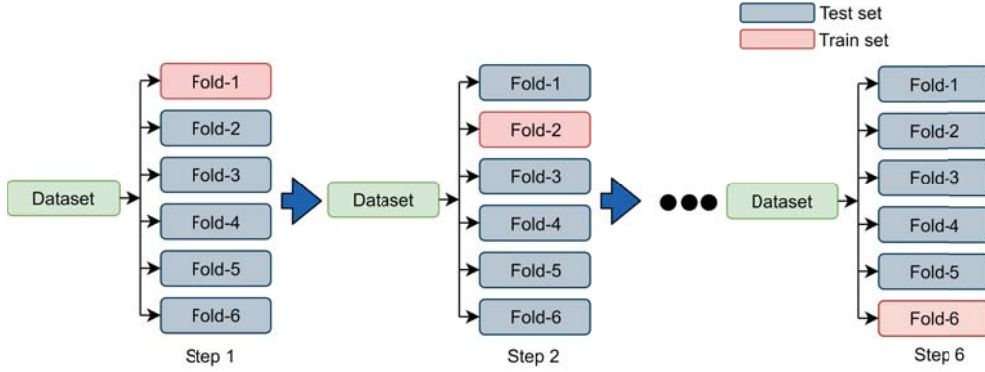 Test set
Train set
Dataset
Fold-1
Fold-2
Fold-3
Fold-4
Fold-5
Fold-6
Step 1
Dataset
Fold-1
Fold-2
Fold-3
Fold-4
Fold-5
Fold-6
Step 2
Dataset
Fold-1
Fold-2
Fold-3
Fold-4
Fold-5
Fold-6
Step 6